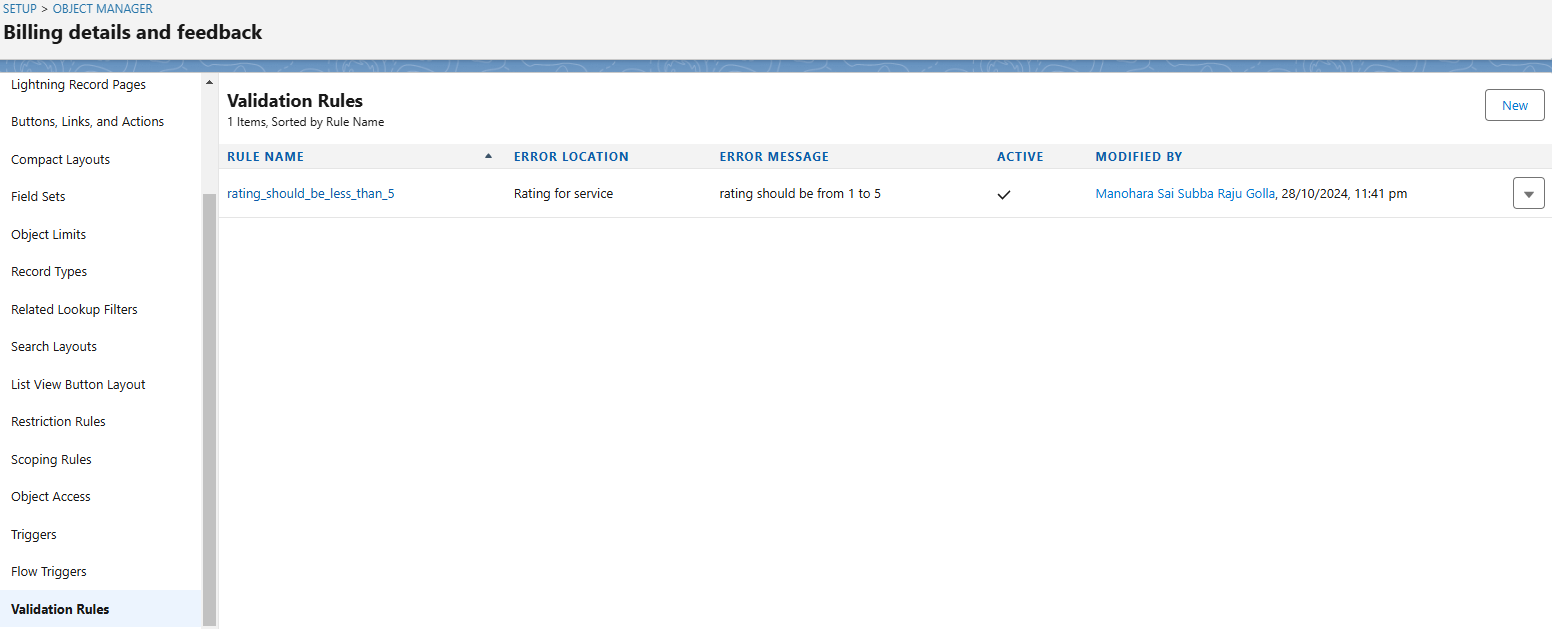 SETUP > OBJECT MANAGER
Billing details and feedback
Lightning Record Pages
Buttons, Links, and Actions
Compact Layouts
Field Sets
Object Limits
Record Types
Related Lookup Filters
Search Layouts
List View Button Layout
Restriction Rules
Scoping Rules
Object Access
Triggers
Flow Triggers
Validation Rules
Validation Rules
1 Items, Sorted by Rule Name
New
RULE NAME ERROR LOCATION ERROR MESSAGE ACTIVE MODIFIED BY
rating_should_be_less_than_5 Rating for service rating should be from 1 to 5 Manohara Sai Subba Raju Golla, 28/10/2024, 11:41 pm